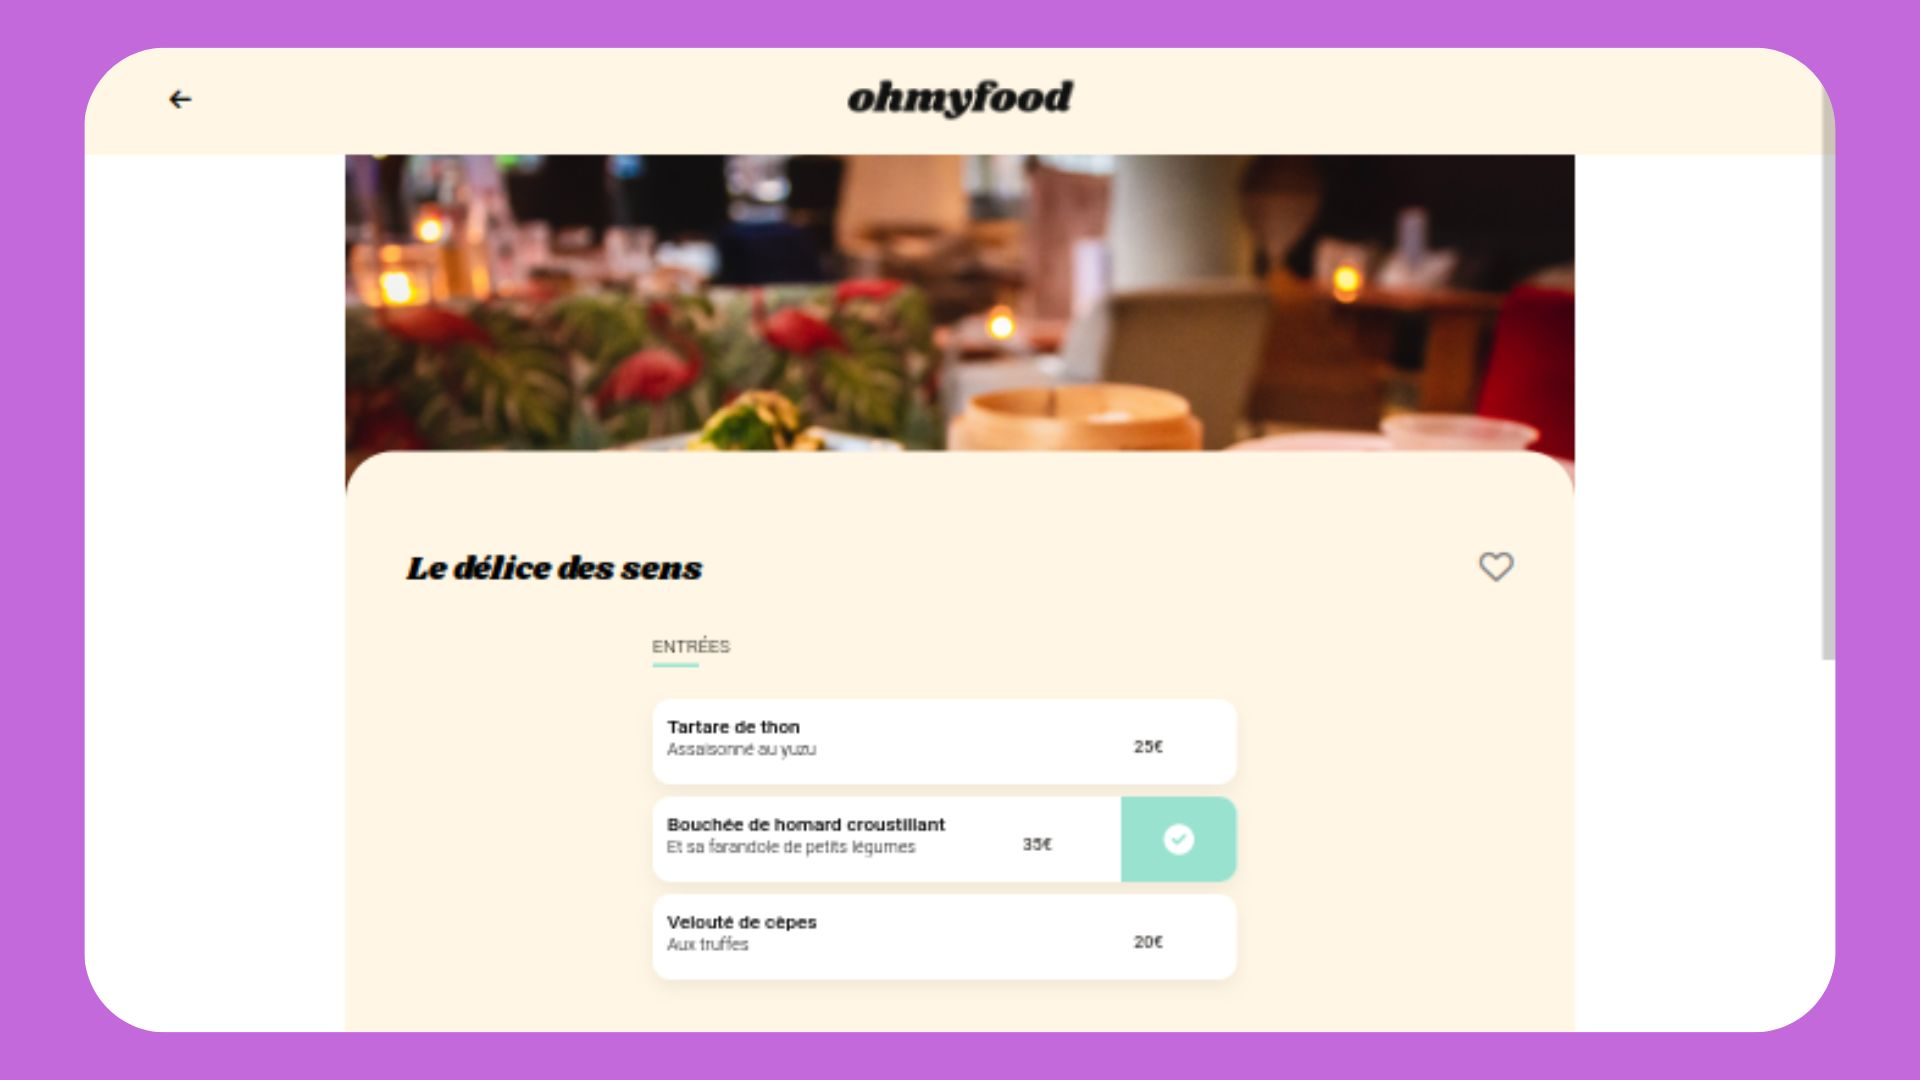 ohmyfood
Le délice des sens
ENTRÉES
Tartare de thon
Assaisonné au yuzu
25€
Bouchée de homard croustillant
Et sa farandole de petits légumes
35€
Velouté de cèpes
Aux truffes
20€